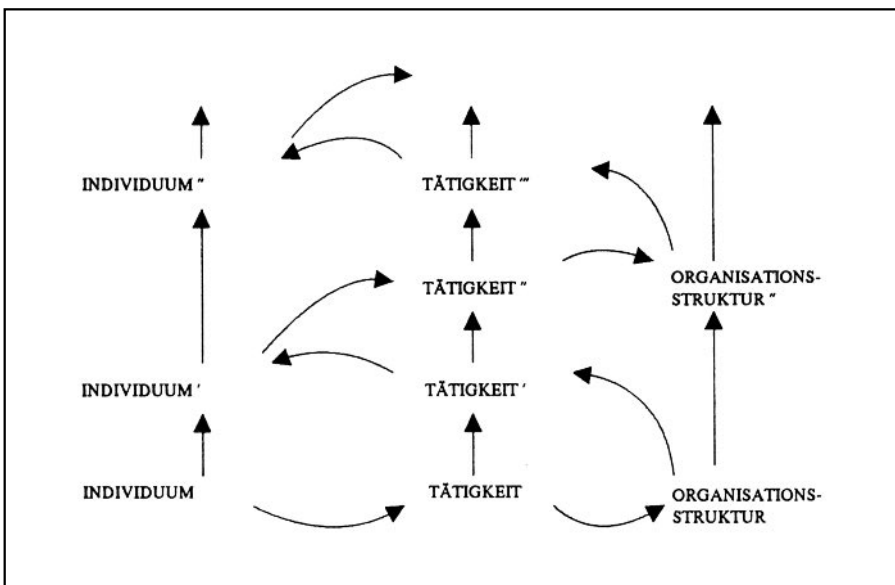 INDIVIDUUM ″
TÄTIGKEIT ‴
TÄTIGKEIT ″
ORGANISATIONS-
STRUKTUR ″
INDIVIDUUM ′
TÄTIGKEIT ′
INDIVIDUUM
TÄTIGKEIT
ORGANISATIONS-
STRUKTUR